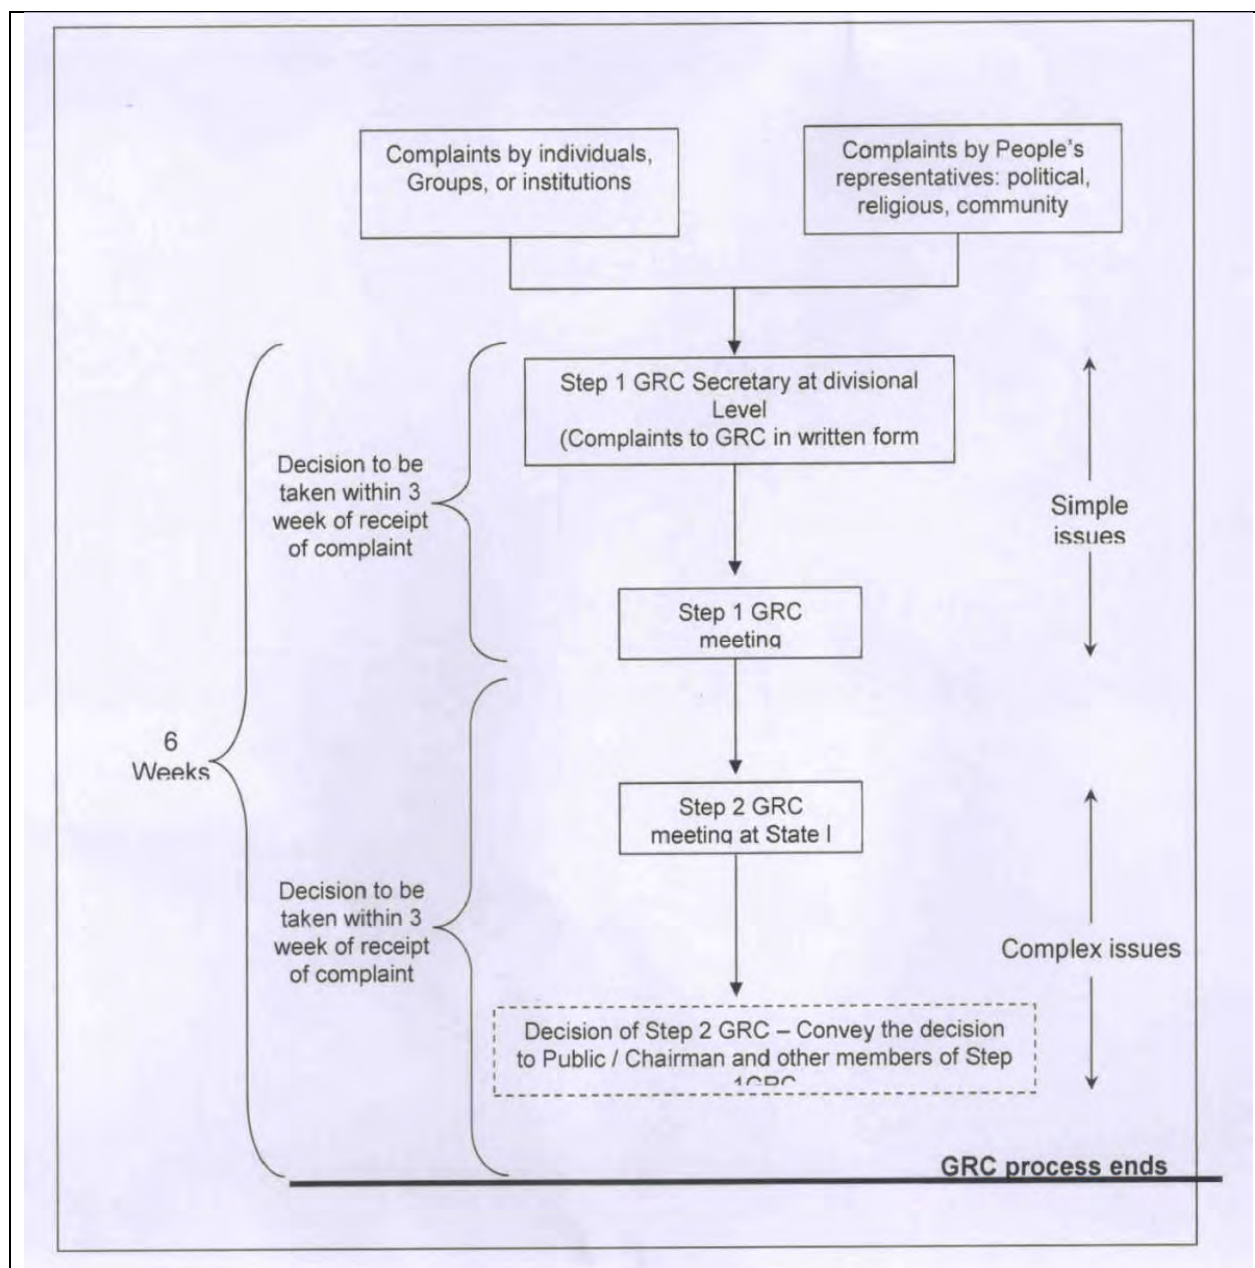 Complaints by individuals,
Groups, or institutions
Complaints by People's
representatives: political,
religious, community
Step 1 GRC Secretary at divisional
Level
(Complaints to GRC in written form
Decision to be
taken within 3
week of receipt
of complaint
Simple
issues
Step 1 GRC
meeting
6
Weeks
Step 2 GRC
meeting at State l
Decision to be
taken within 3
week of receipt
of complaint
Complex issues
Decision of Step 2 GRC – Convey the decision
to Public / Chairman and other members of Step
1GRC
GRC process ends